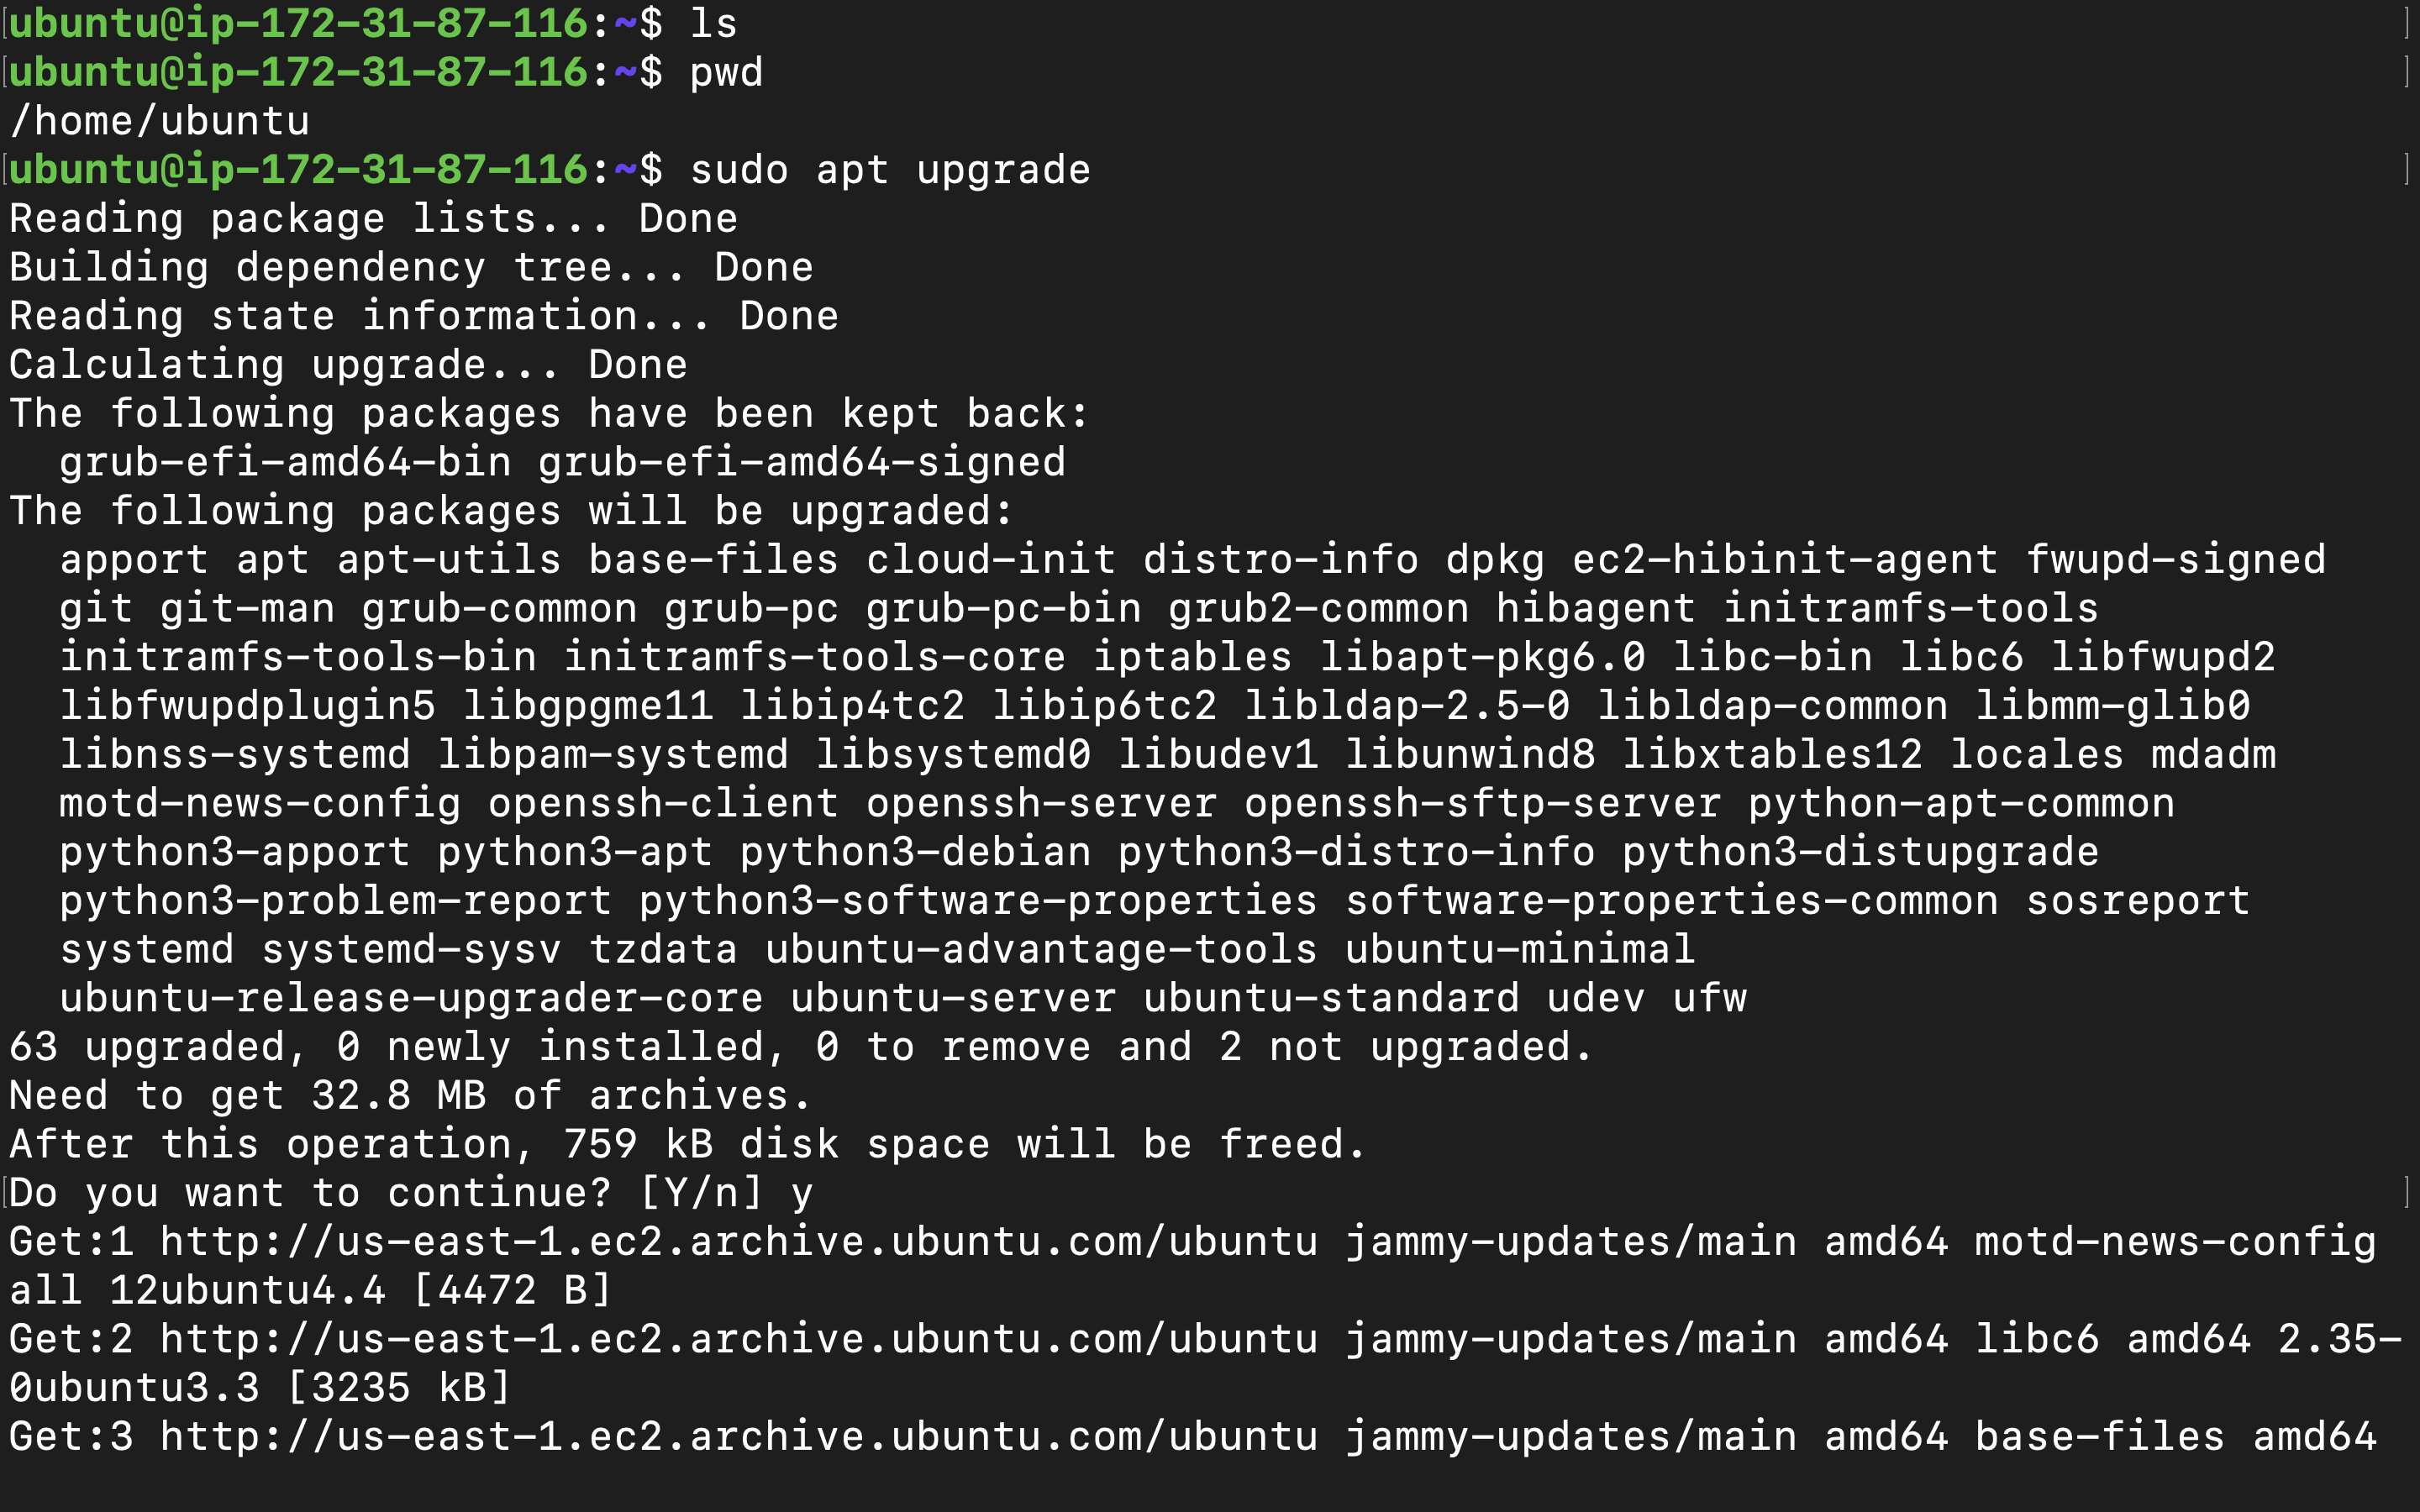 ubuntu@ip-172-31-87-116:~$ ls
ubuntu@ip-172-31-87-116:~$ pwd
/home/ubuntu
ubuntu@ip-172-31-87-116:~$ sudo apt upgrade
Reading package lists... Done
Building dependency tree... Done
Reading state information... Done
Calculating upgrade... Done
The following packages have been kept back:
  grub-efi-amd64-bin grub-efi-amd64-signed
The following packages will be upgraded:
  apport apt apt-utils base-files cloud-init distro-info dpkg ec2-hibinit-agent fwupd-signed
  git git-man grub-common grub-pc grub-pc-bin grub2-common hibagent initramfs-tools
  initramfs-tools-bin initramfs-tools-core iptables libapt-pkg6.0 libc-bin libc6 libfwupd2
  libfwupdplugin5 libgpgme11 libip4tc2 libip6tc2 libldap-2.5-0 libldap-common libmm-glib0
  libnss-systemd libpam-systemd libsystemd0 libudev1 libunwind8 libxtables12 locales mdadm
  motd-news-config openssh-client openssh-server openssh-sftp-server python-apt-common
  python3-apport python3-apt python3-debian python3-distro-info python3-distupgrade
  python3-problem-report python3-software-properties software-properties-common sosreport
  systemd systemd-sysv tzdata ubuntu-advantage-tools ubuntu-minimal
  ubuntu-release-upgrader-core ubuntu-server ubuntu-standard udev ufw
63 upgraded, 0 newly installed, 0 to remove and 2 not upgraded.
Need to get 32.8 MB of archives.
After this operation, 759 kB disk space will be freed.
Do you want to continue? [Y/n] y
Get:1 http://us-east-1.ec2.archive.ubuntu.com/ubuntu jammy-updates/main amd64 motd-news-config
all 12ubuntu4.4 [4472 B]
Get:2 http://us-east-1.ec2.archive.ubuntu.com/ubuntu jammy-updates/main amd64 libc6 amd64 2.35-
0ubuntu3.3 [3235 kB]
Get:3 http://us-east-1.ec2.archive.ubuntu.com/ubuntu jammy-updates/main amd64 base-files amd64